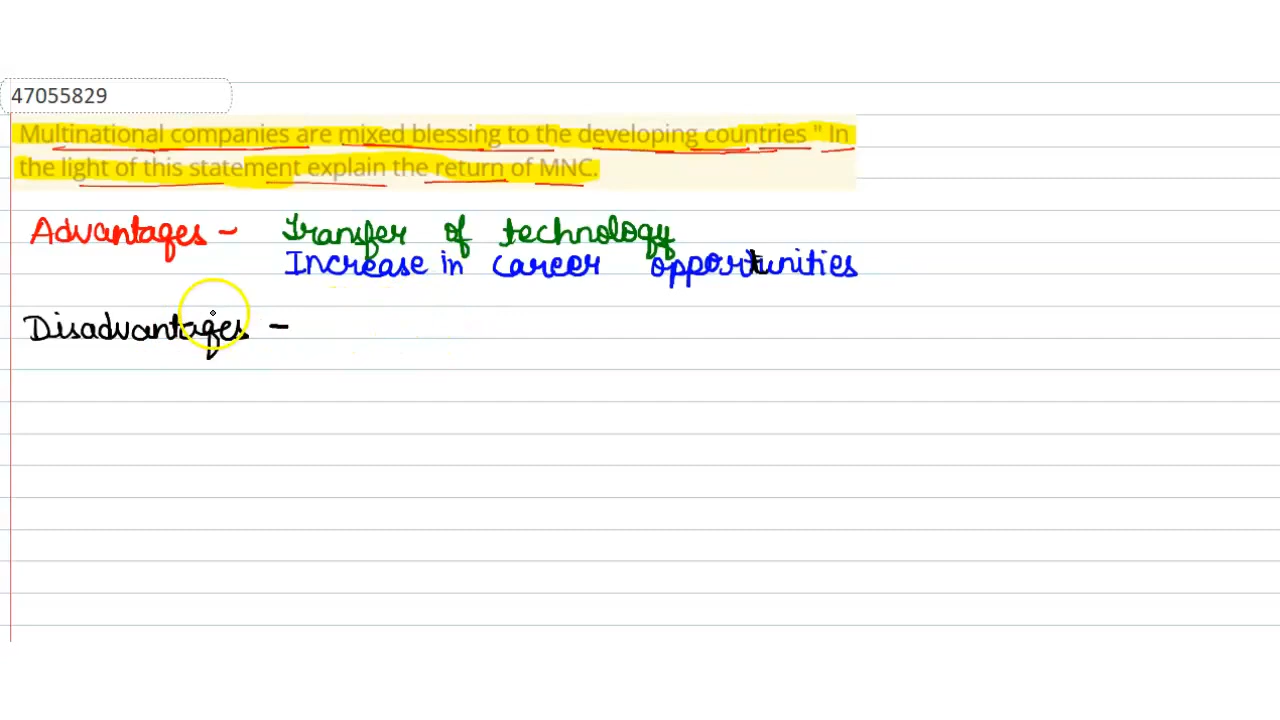 47055829
Multinational companies are mixed blessing to the developing countries " In
the light of this statement explain the return of MNC.
Advantages - Transfer of technology
Increase in career opportunities
Disadvantages -